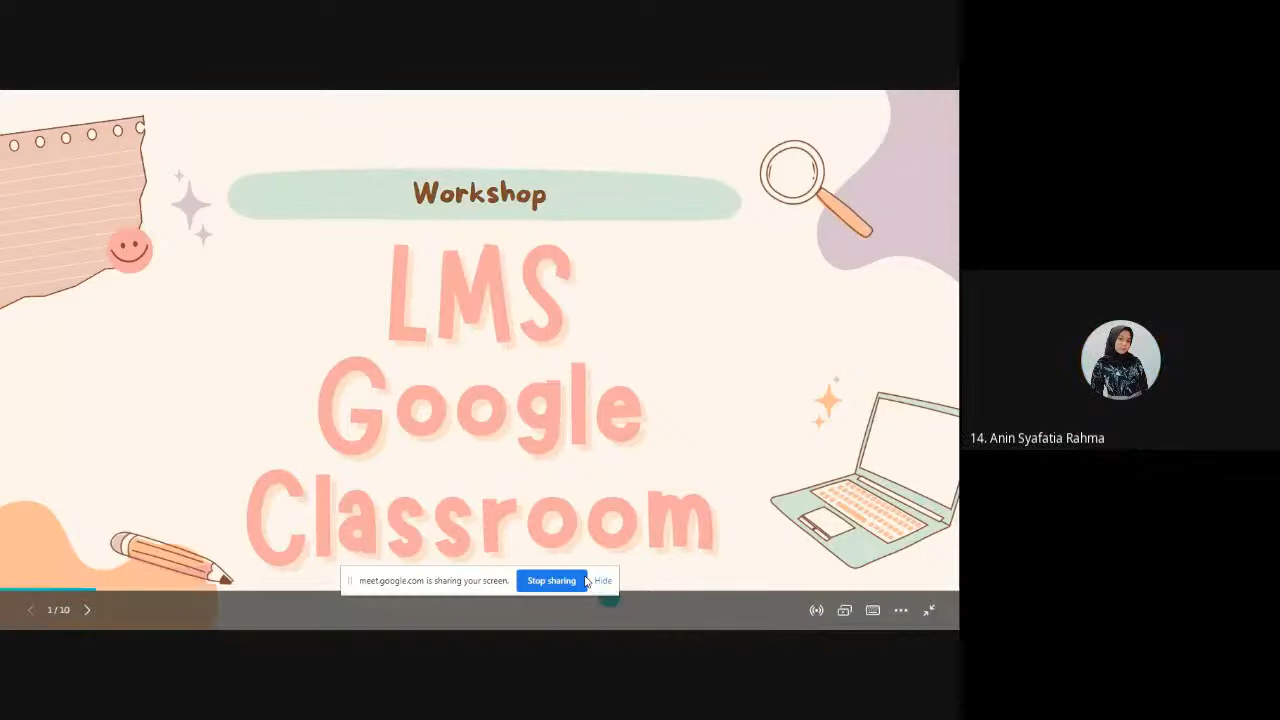 Workshop
LMS
Google
Classroom
meet.google.com is sharing your screen. Stop sharing Hide
1/10
14. Anin Syafatia Rahma